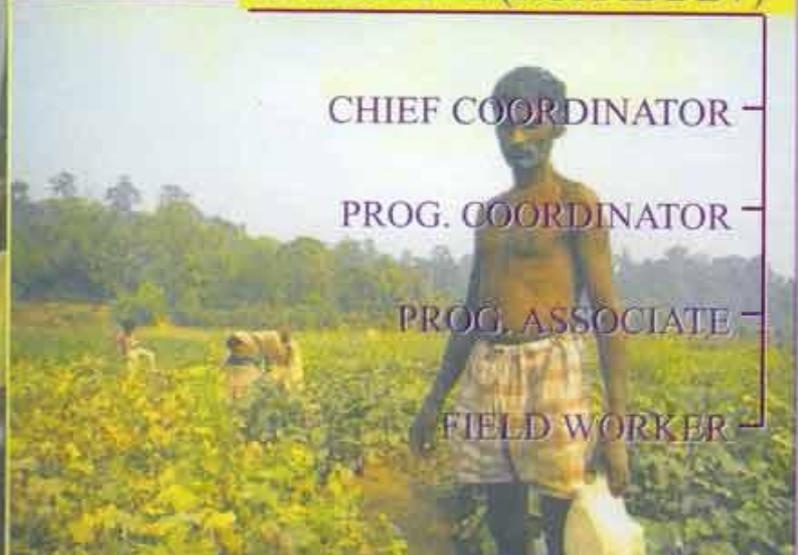 CHIEF COORDINATOR
PROG. COORDINATOR
PROG. ASSOCIATE
FIELD WORKER